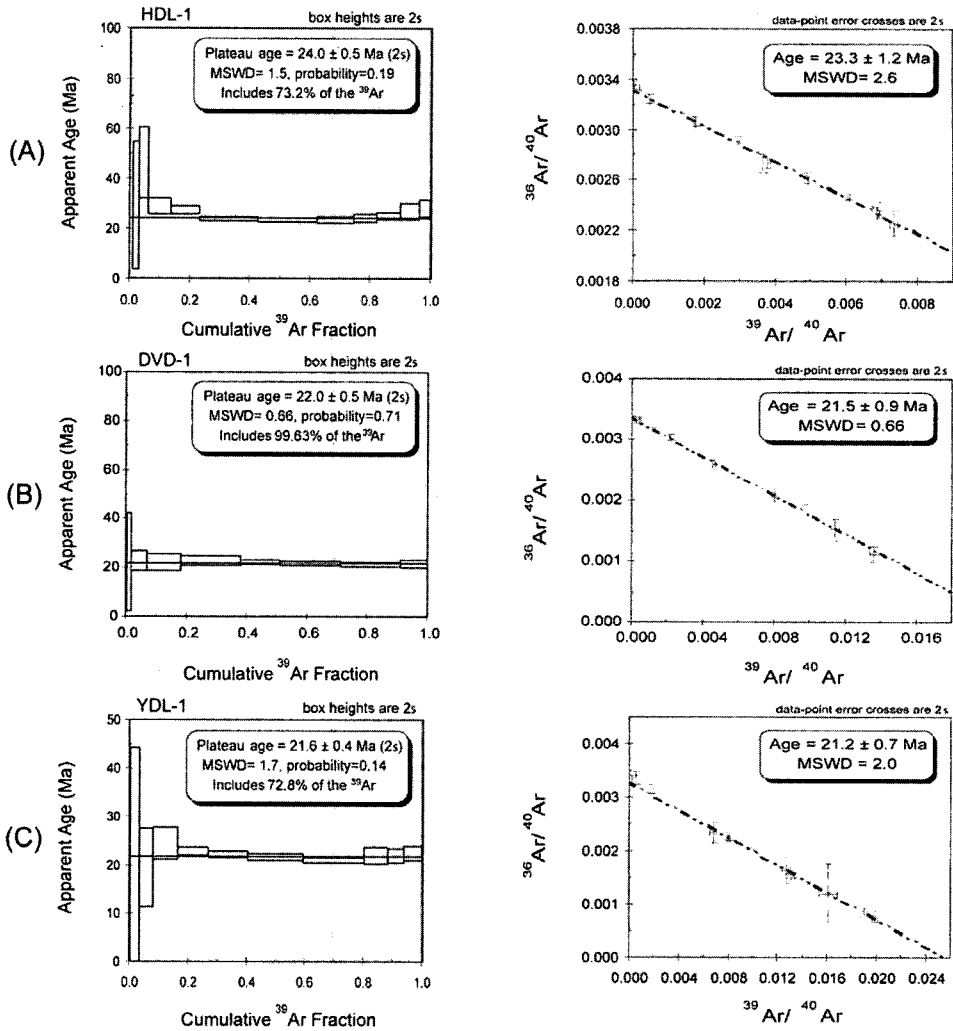 (A)
HDL-1 box heights are 2s
Plateau age = 24.0 ± 0.5 Ma (2s)
MSWD= 1.5, probability=0.19
Includes 73.2% of the ³⁹Ar
Apparent Age (Ma)
100
80
60
40
20
0
0.0 0.2 0.4 0.6 0.8 1.0
Cumulative ³⁹Ar Fraction
data-point error crosses are 2s
Age = 23.3 ± 1.2 Ma
MSWD = 2.6
³⁶Ar/ ⁴⁰Ar
0.0038
0.0034
0.0030
0.0026
0.0022
0.0018
0.000 0.002 0.004 0.006 0.008
³⁹Ar/ ⁴⁰Ar
(B)
DVD-1 box heights are 2s
Plateau age = 22.0 ± 0.5 Ma (2s)
MSWD = 0.66, probability=0.71
Includes 99.63% of the³⁹Ar
Apparent Age (Ma)
100
80
60
40
20
0
0.0 0.2 0.4 0.6 0.8 1.0
Cumulative ³⁹Ar Fraction
data-point error crosses are 2s
Age = 21.5 ± 0.9 Ma
MSWD = 0.66
³⁶Ar/ ⁴⁰Ar
0.004
0.003
0.002
0.001
0.000
0.000 0.004 0.008 0.012 0.016
³⁹Ar/ ⁴⁰Ar
(C)
YDL-1 box heights are 2s
Plateau age = 21.6 ± 0.4 Ma (2s)
MSWD= 1.7, probability=0.14
Includes 72.8% of the ³⁹Ar
Apparent Age (Ma)
50
40
30
20
10
0
0.0 0.2 0.4 0.6 0.8 1.0
Cumulative ³⁹Ar Fraction
data-point error crosses are 2s
Age = 21.2 ± 0.7 Ma
MSWD = 2.0
³⁶Ar/ ⁴⁰Ar
0.004
0.003
0.002
0.001
0.000
0.000 0.004 0.008 0.012 0.016 0.020 0.024
³⁹Ar/ ⁴⁰Ar